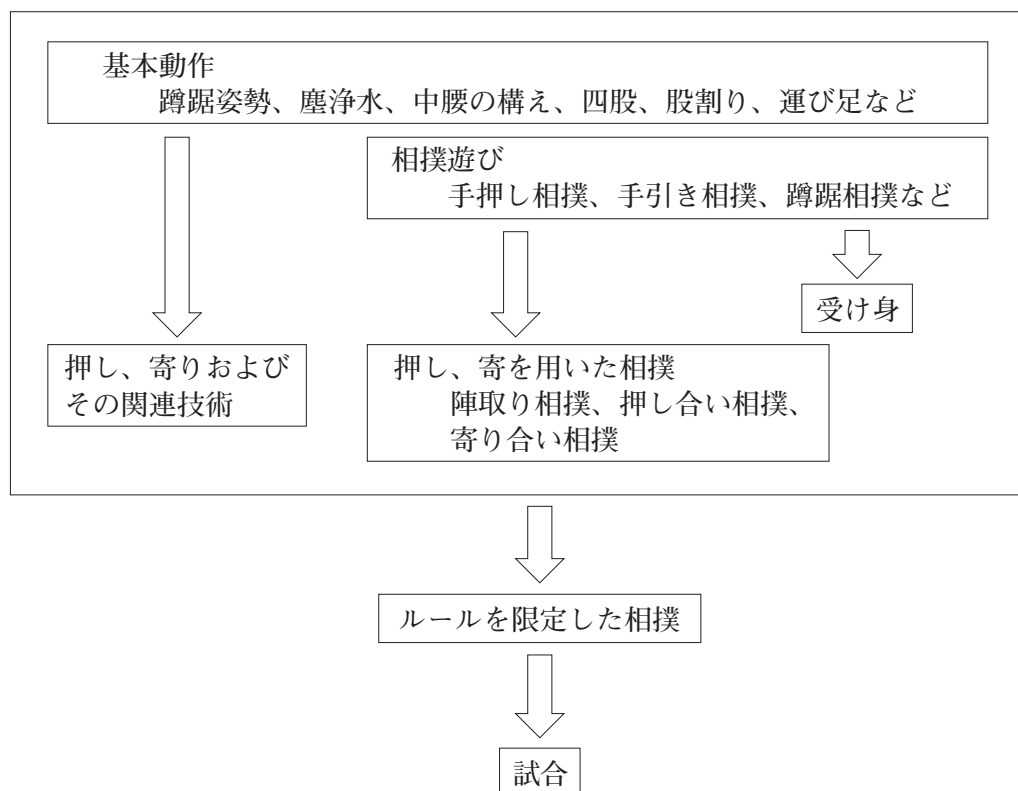 基本動作
蹲踞姿勢、塵浄水、中腰の構え、四股、股割り、運び足など
相撲遊び
手押し相撲、手引き相撲、蹲踞相撲など
受け身
押し、寄りおよび
その関連技術
押し、寄を用いた相撲
陣取り相撲、押し合い相撲、
寄り合い相撲
ルールを限定した相撲
試合